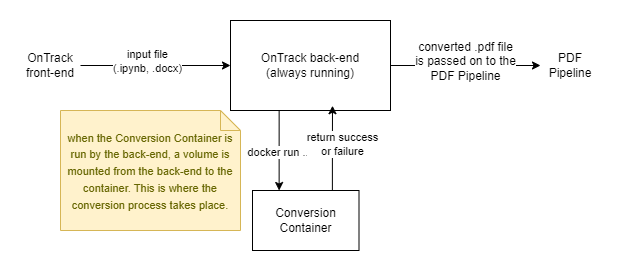 OnTrack
front-end
input file
(.ipynb, .docx)
OnTrack back-end
(always running)
converted .pdf file
is passed on to the
PDF Pipeline
PDF
Pipeline
when the Conversion Container is
run by the back-end, a volume is
mounted from the back-end to the
container. This is where the
conversion process takes place.
docker run ..
return success
or failure
Conversion
Container